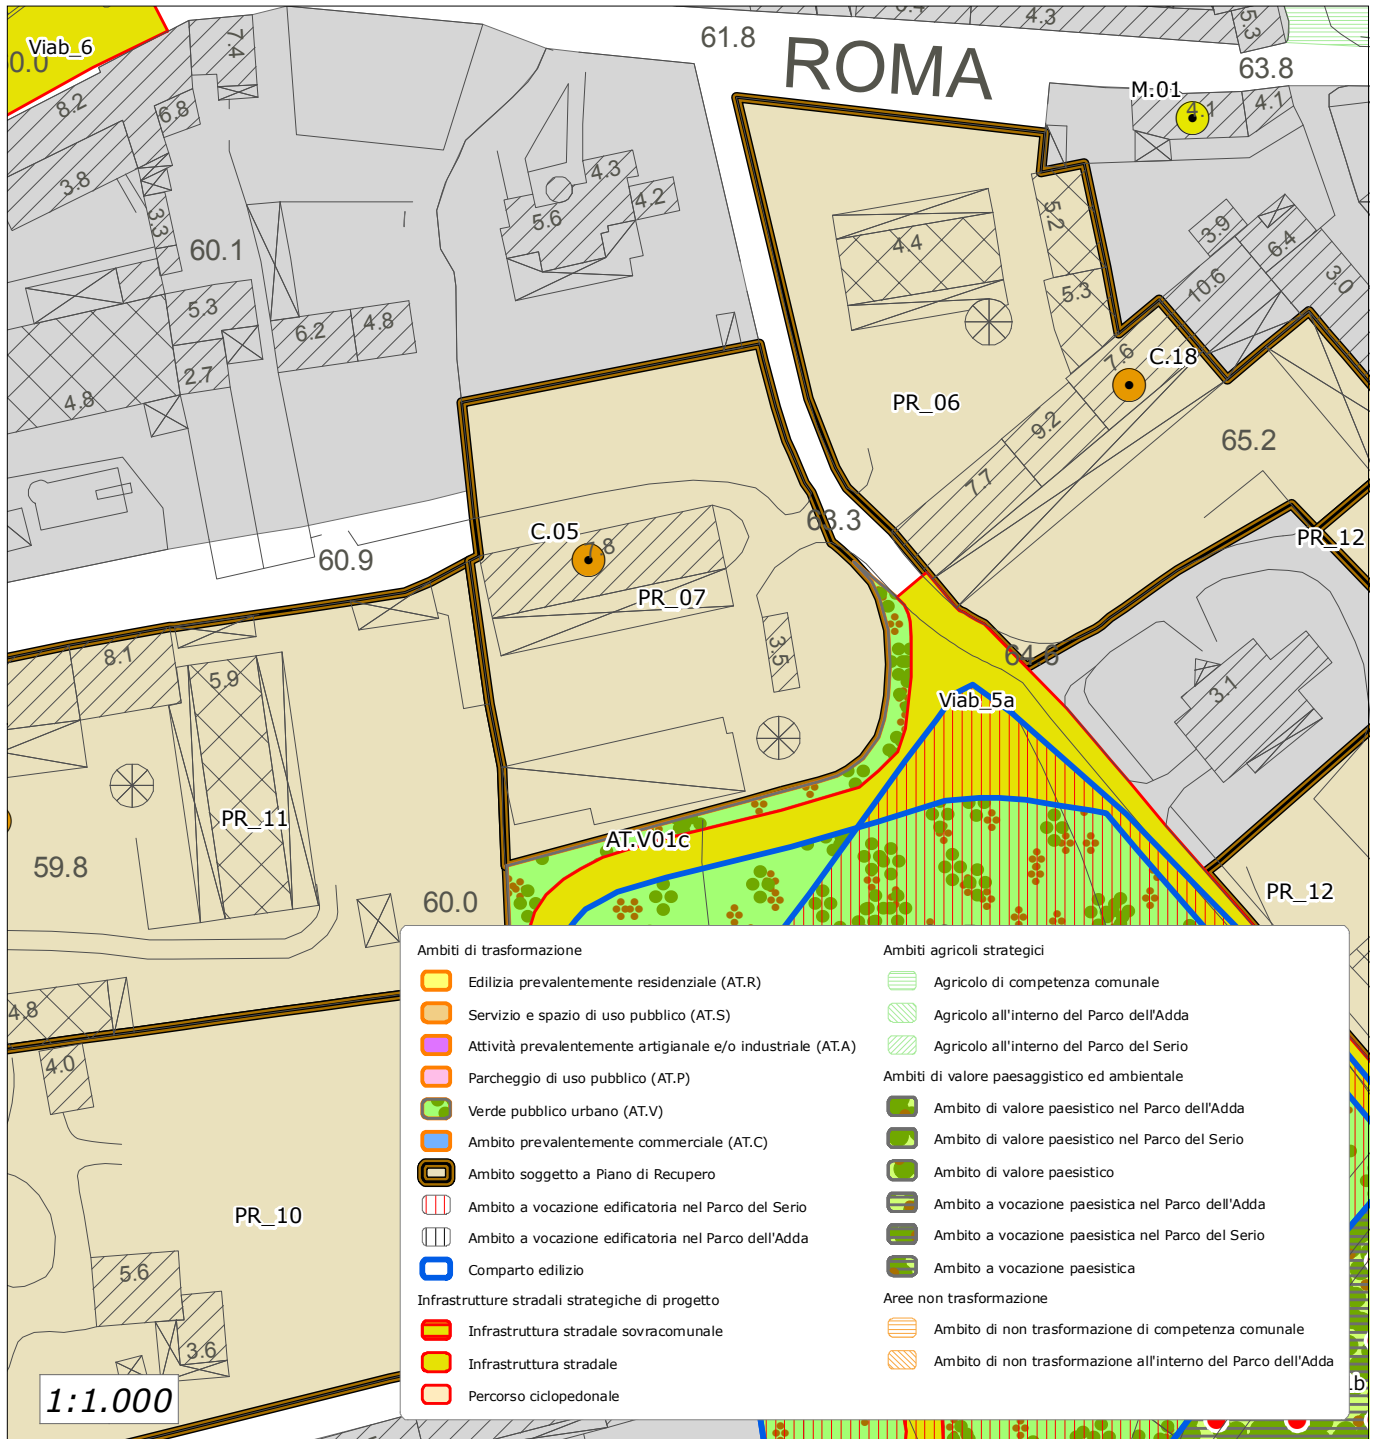 Viab_6
61.8
ROMA
4.3
5.3
63.8
7.4
8.2
6.8
M.01
4.1
4.1
3.8
3.3
4.3
4.2
5.6
5.2
3.9
6.4
60.1
4.4
10.6
3.0
5.3
5.3
6.2
4.8
7.6
C.18
2.7
4.8
PR_06
9.2
65.2
7.7
63.3
C.05
7.8
PR_12
60.9
PR_07
3.5
64.6
8.1
5.9
3.1
Viab_5a
PR_11
AT.V01c
59.8
60.0
PR_12
4.8
4.0
PR_10
5.6
3.6
1:1.000
Ambiti di trasformazione
Edilizia prevalentemente residenziale (AT.R)
Servizio e spazio di uso pubblico (AT.S)
Attività prevalentemente artigianale e/o industriale (AT.A)
Parcheggio di uso pubblico (AT.P)
Verde pubblico urbano (AT.V)
Ambito prevalentemente commerciale (AT.C)
Ambito soggetto a Piano di Recupero
Ambito a vocazione edificatoria nel Parco del Serio
Ambito a vocazione edificatoria nel Parco dell'Adda
Comparto edilizio
Infrastrutture stradali strategiche di progetto
Infrastruttura stradale sovracomunale
Infrastruttura stradale
Percorso ciclopedonale
Ambiti agricoli strategici
Agricolo di competenza comunale
Agricolo all'interno del Parco dell'Adda
Agricolo all'interno del Parco del Serio
Ambiti di valore paesaggistico ed ambientale
Ambito di valore paesistico nel Parco dell'Adda
Ambito di valore paesistico nel Parco del Serio
Ambito di valore paesistico
Ambito a vocazione paesistica nel Parco dell'Adda
Ambito a vocazione paesistica nel Parco del Serio
Ambito a vocazione paesistica
Aree non trasformazione
Ambito di non trasformazione di competenza comunale
Ambito di non trasformazione all'interno del Parco dell'Adda